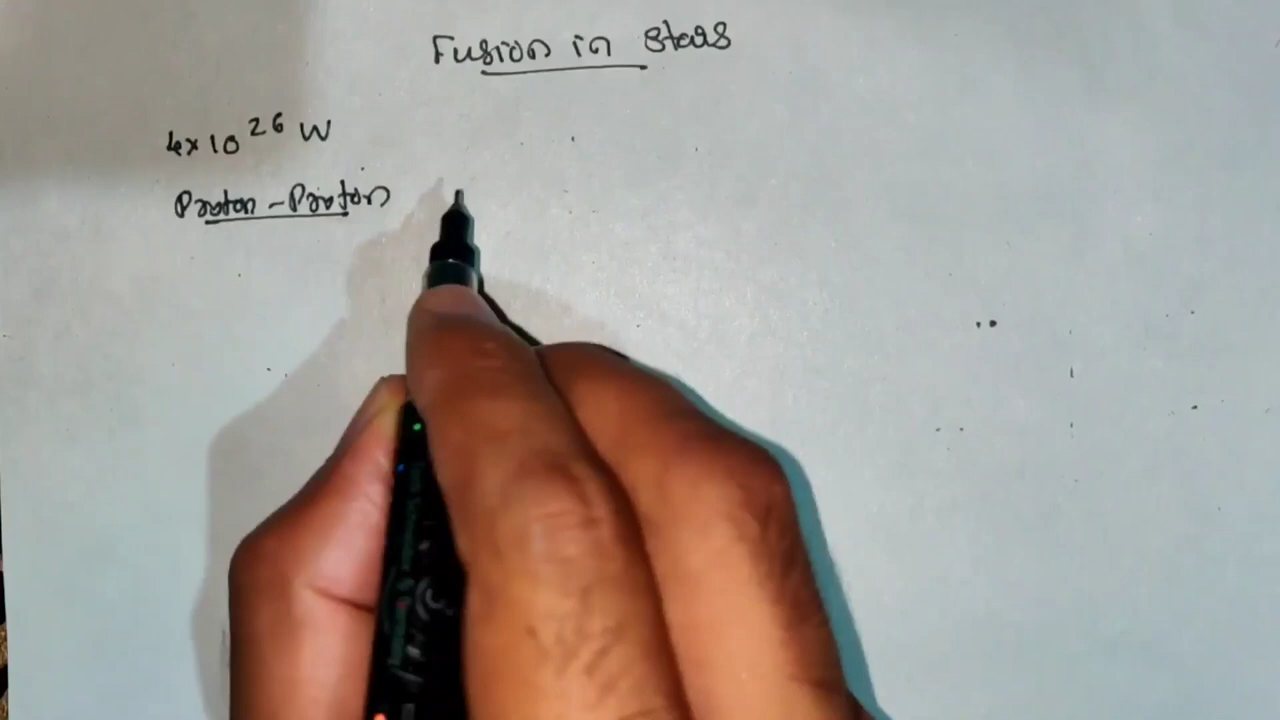 Fusion in Stars
4×10²⁶ W
Proton - Proton